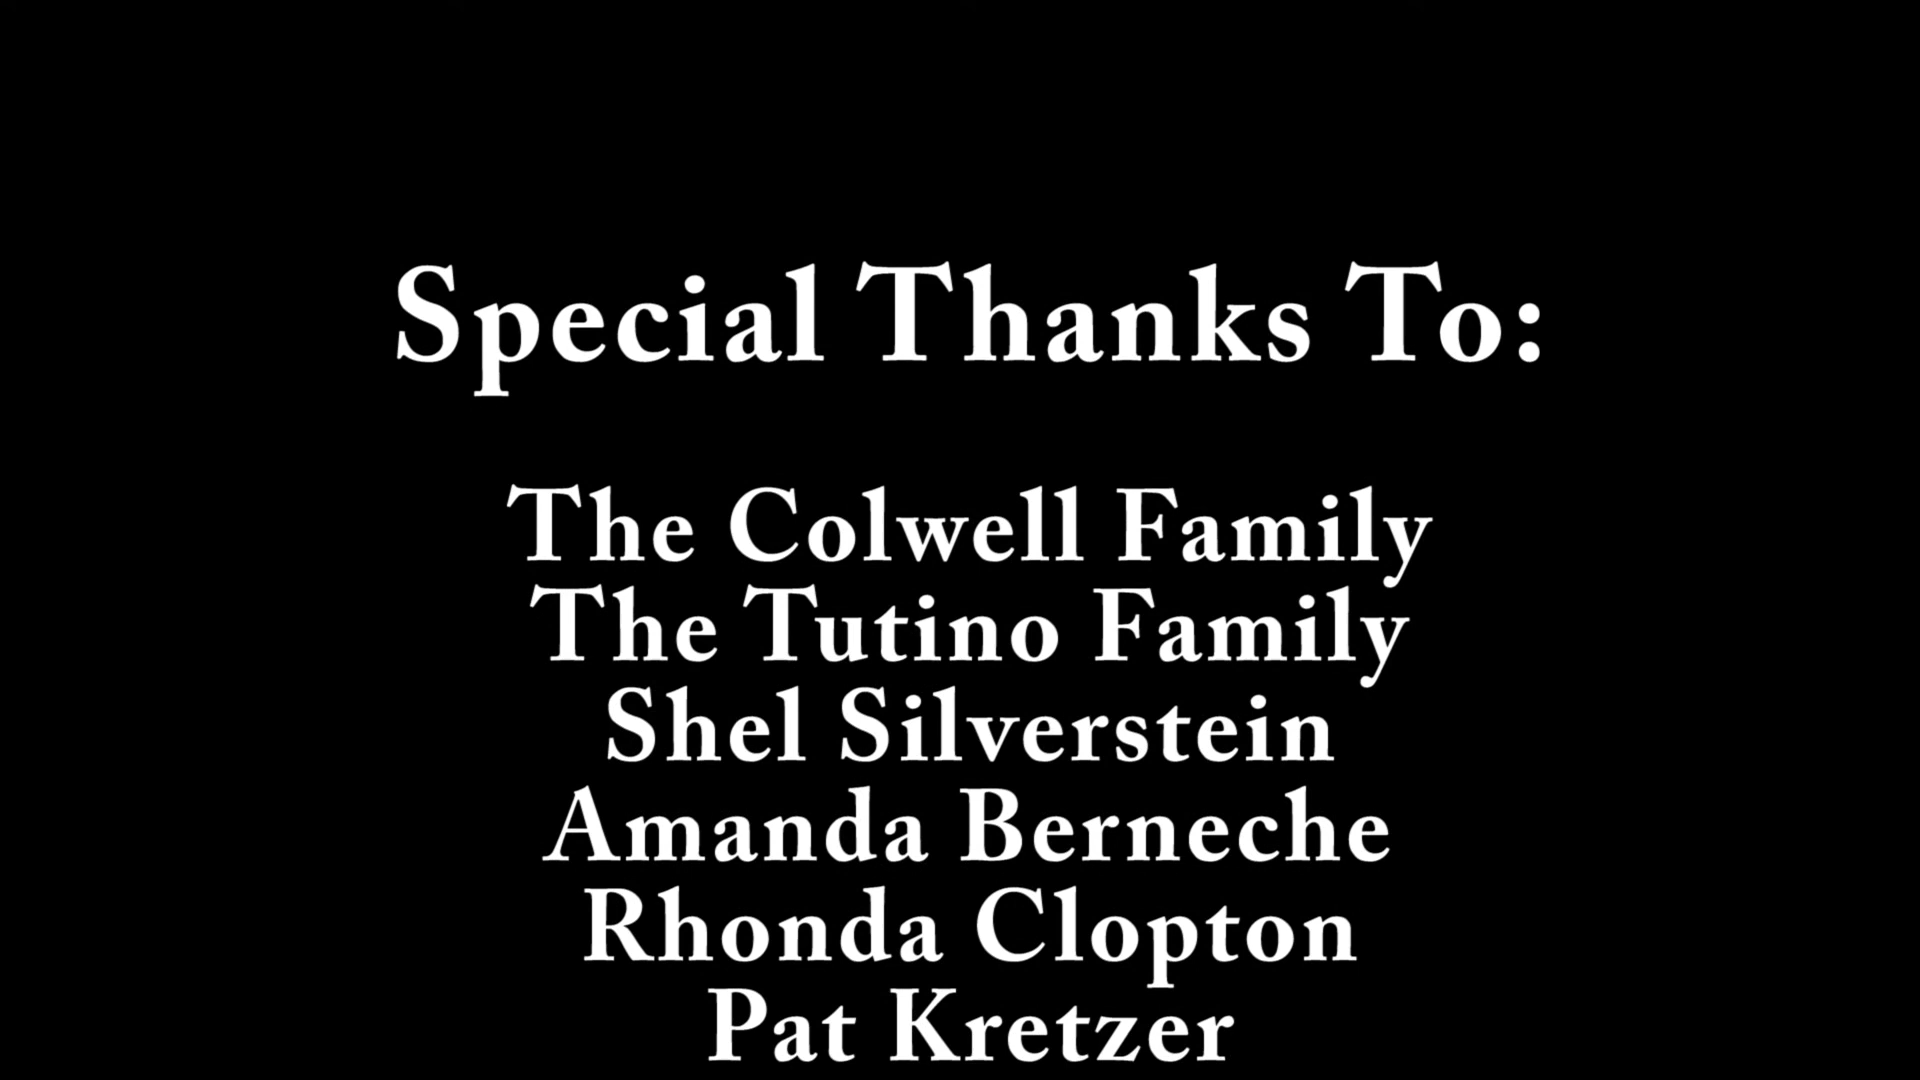 Special Thanks To:
The Colwell Family
The Tutino Family
Shel Silverstein
Amanda Berneche
Rhonda Clopton
Pat Kretzer